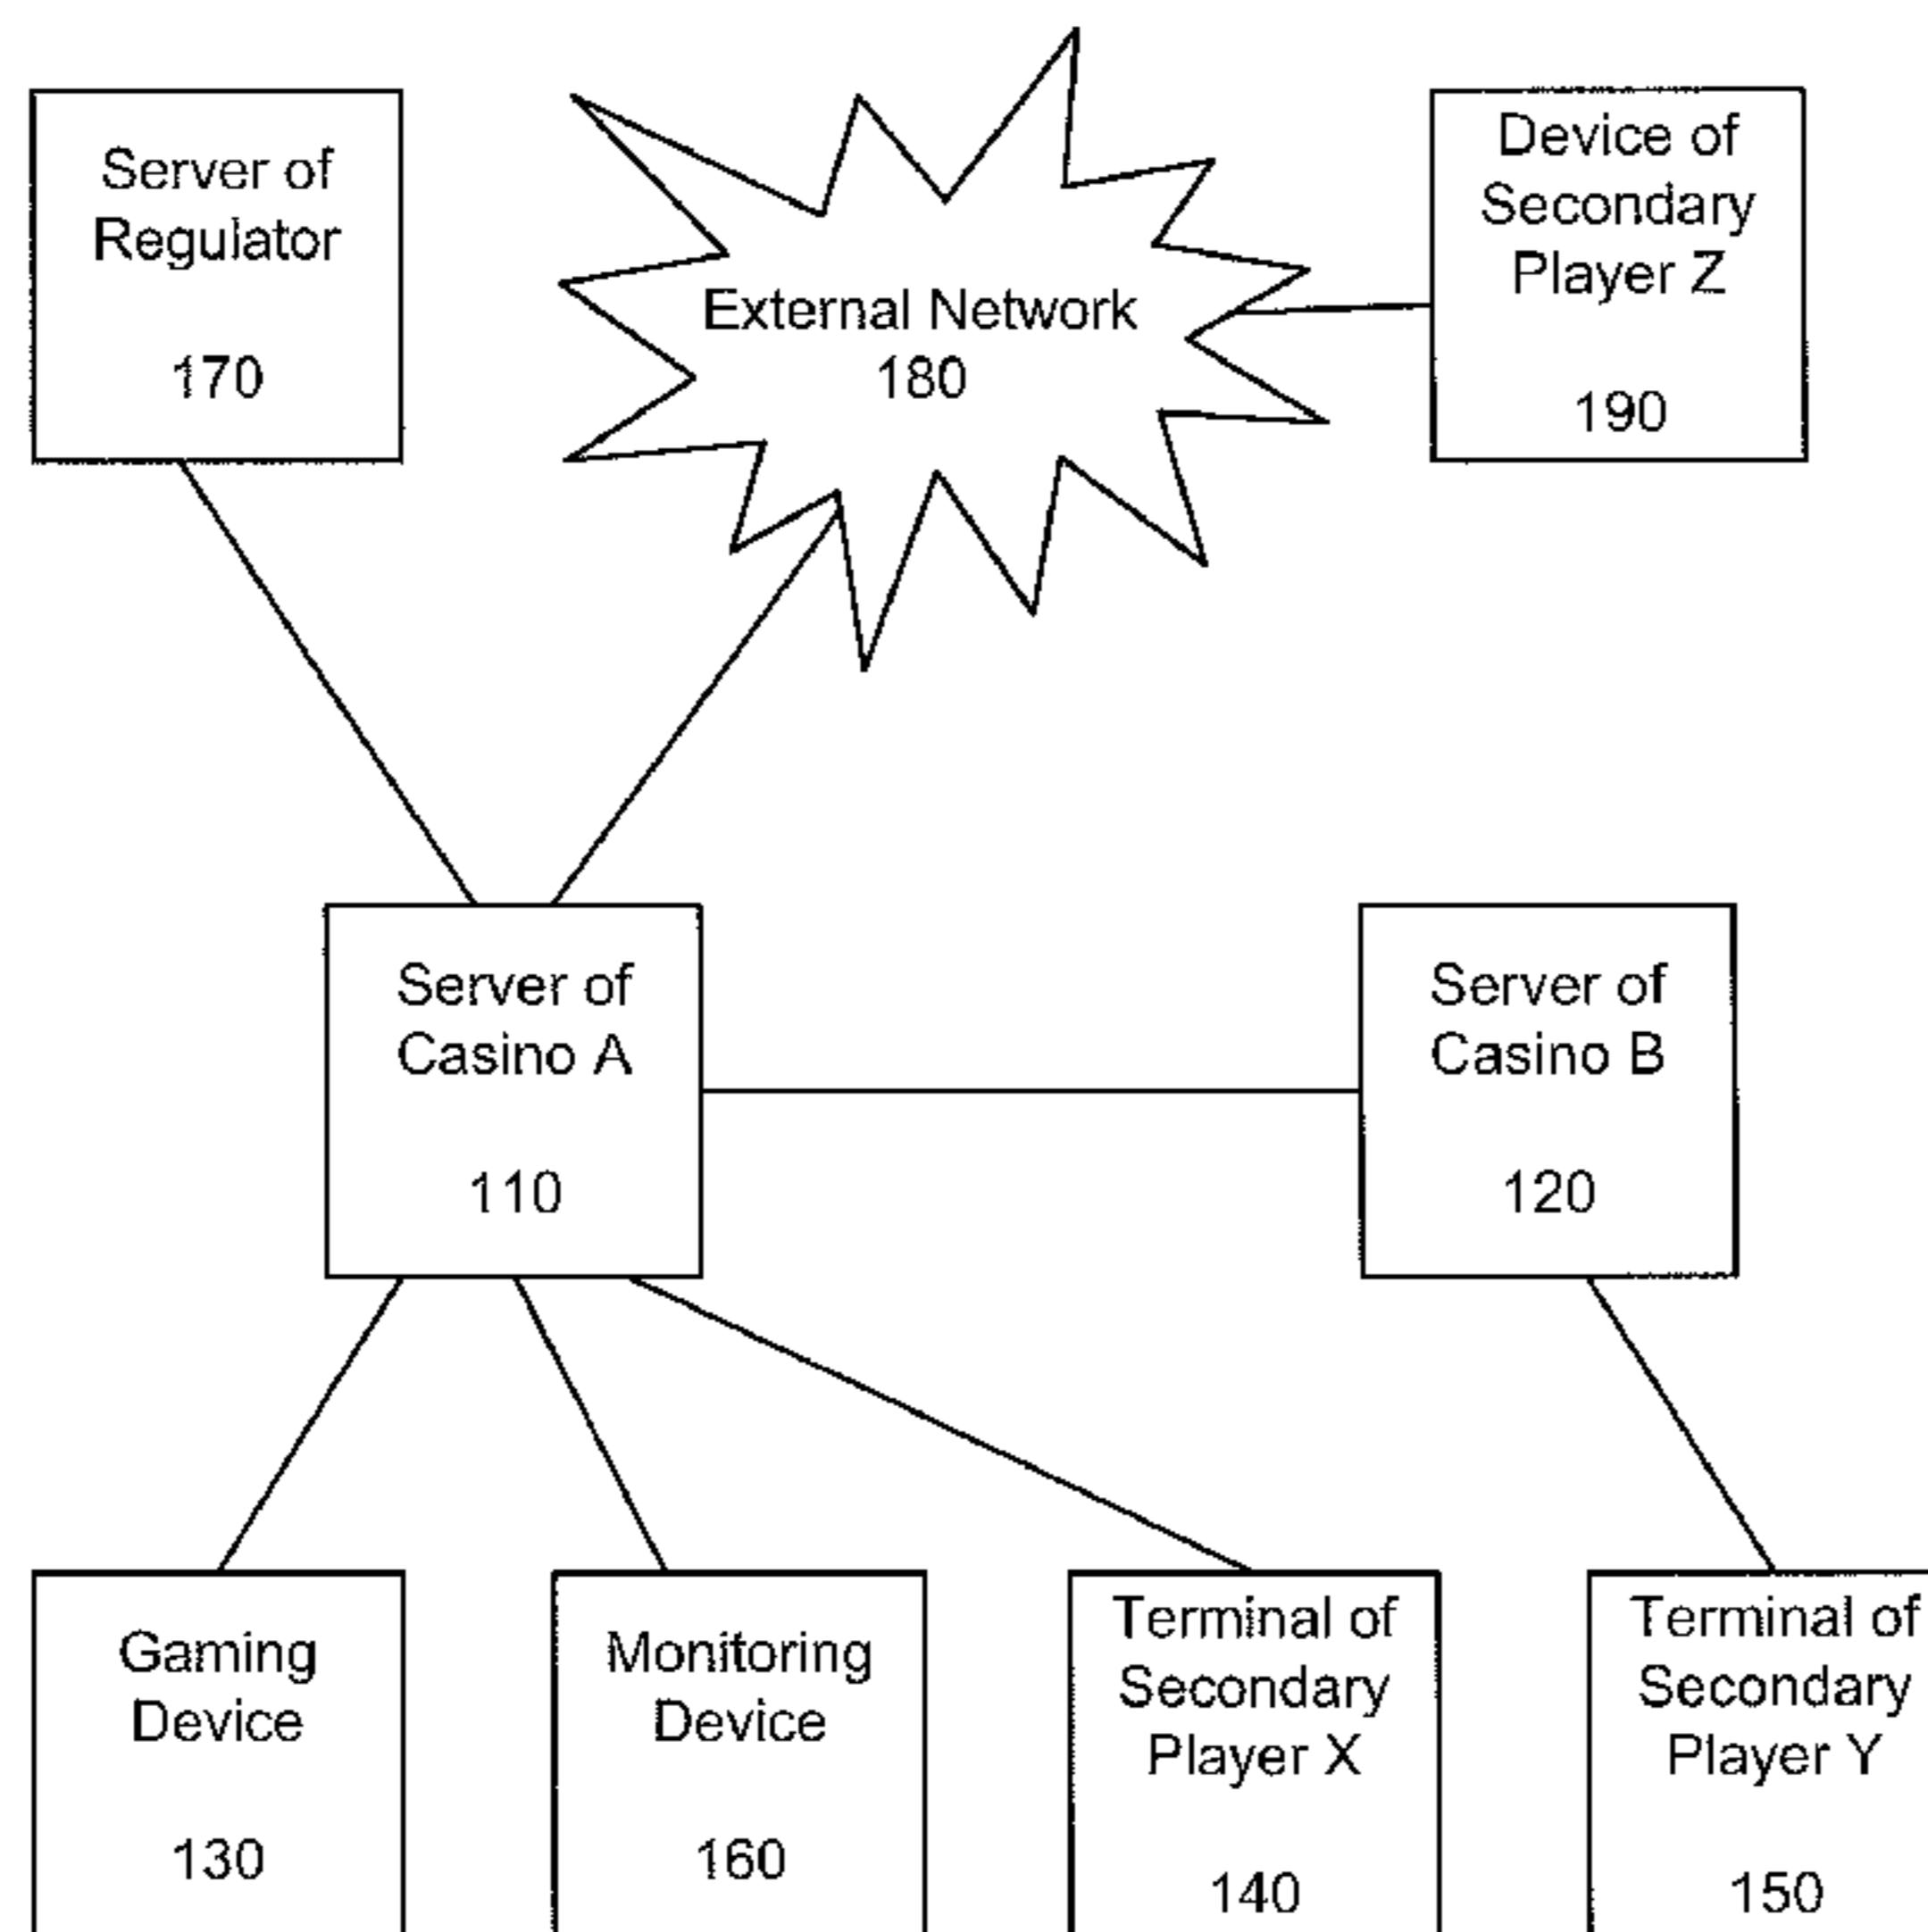 Server of
Regulator
170
External Network
180
Device of
Secondary
Player Z
190
Server of
Casino A
110
Server of
Casino B
120
Gaming
Device
130
Monitoring
Device
160
Terminal of
Secondary
Player X
140
Terminal of
Secondary
Player Y
150